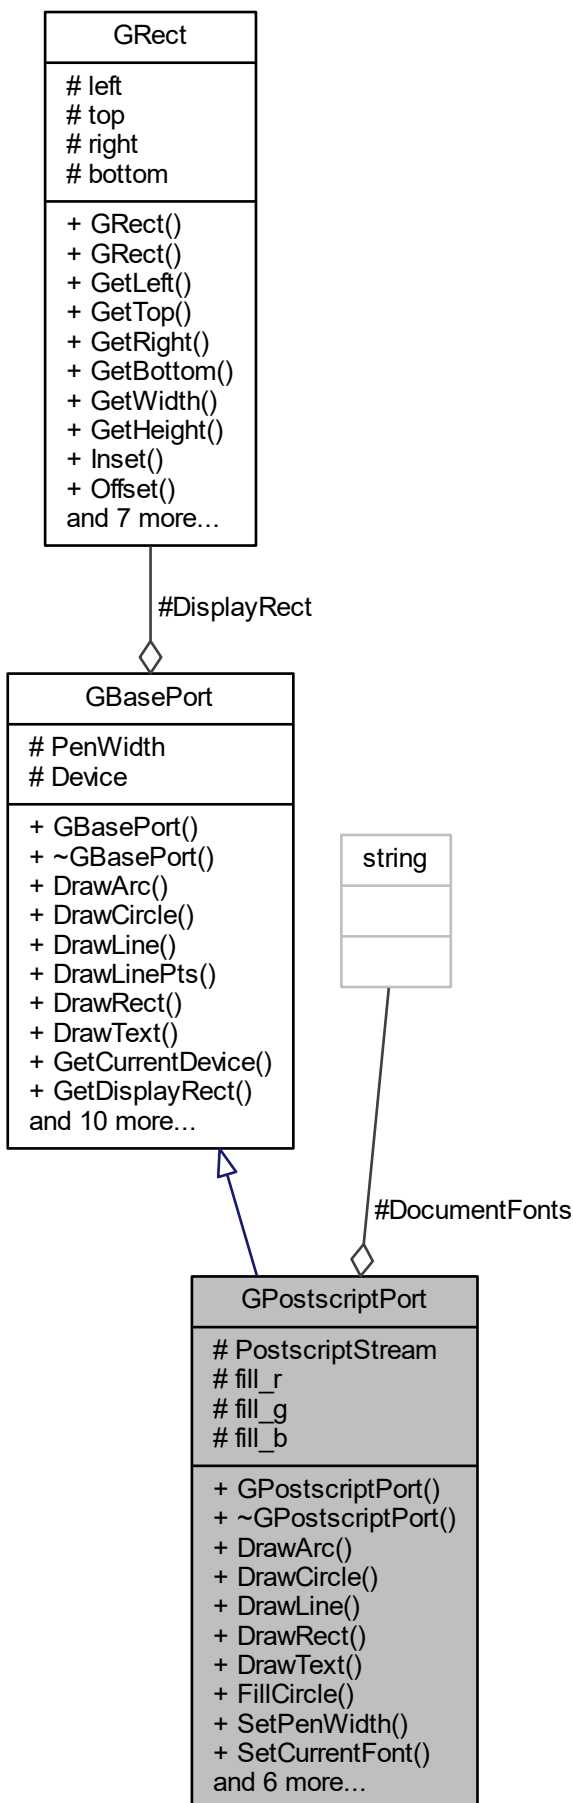 GRect
# left
# top
# right
# bottom
+ GRect()
+ GRect()
+ GetLeft()
+ GetTop()
+ GetRight()
+ GetBottom()
+ GetWidth()
+ GetHeight()
+ Inset()
+ Offset()
and 7 more...
#DisplayRect
GBasePort
# PenWidth
# Device
+ GBasePort()
+ ~GBasePort()
+ DrawArc()
+ DrawCircle()
+ DrawLine()
+ DrawLinePts()
+ DrawRect()
+ DrawText()
+ GetCurrentDevice()
+ GetDisplayRect()
and 10 more...
string
#DocumentFonts
GPostscriptPort
# PostscriptStream
# fill_r
# fill_g
# fill_b
+ GPostscriptPort()
+ ~GPostscriptPort()
+ DrawArc()
+ DrawCircle()
+ DrawLine()
+ DrawRect()
+ DrawText()
+ FillCircle()
+ SetPenWidth()
+ SetCurrentFont()
and 6 more...